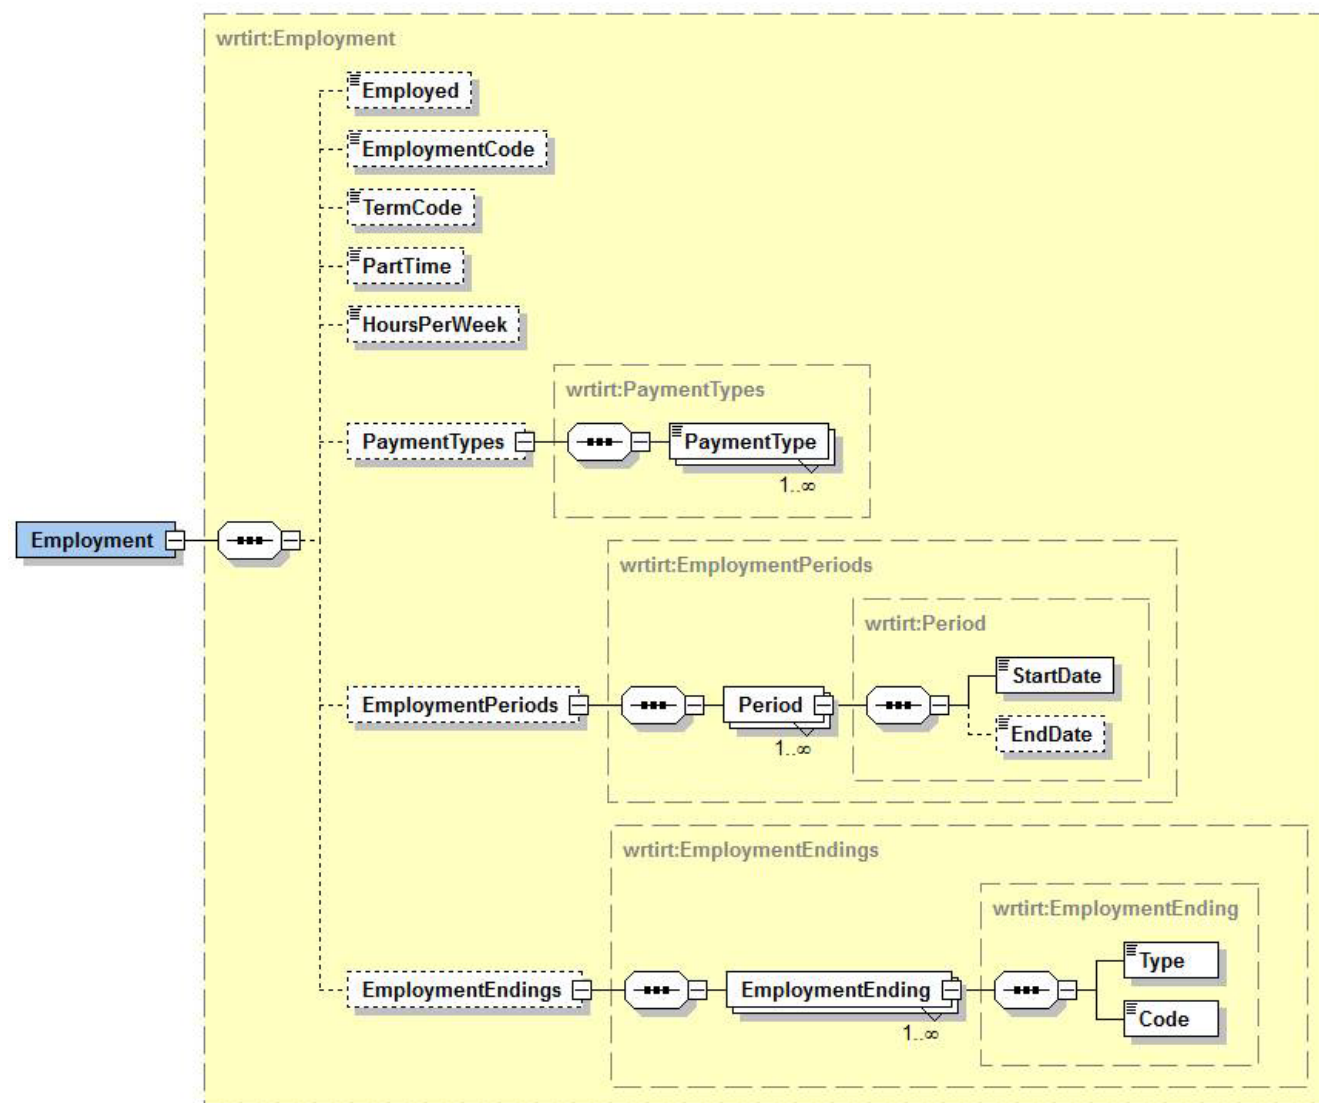 wrtirt:Employment
Employed
EmploymentCode
TermCode
PartTime
HoursPerWeek
wrtirt:PaymentTypes
PaymentTypes
PaymentType
1..∞
Employment
wrtirt:EmploymentPeriods
wrtirt:Period
StartDate
EmploymentPeriods
Period
EndDate
1..∞
wrtirt:EmploymentEndings
wrtirt:EmploymentEnding
Type
EmploymentEndings
EmploymentEnding
Code
1..∞